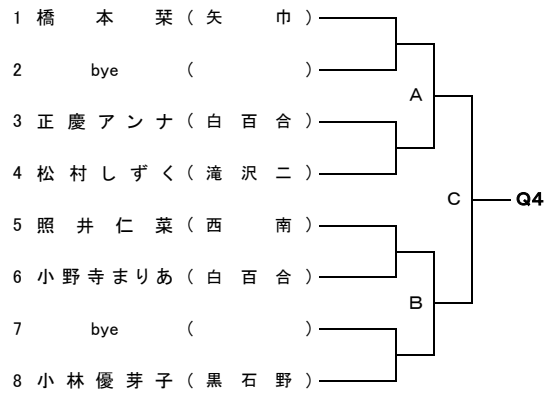 1 橋本栞 (矢巾)
2 bye ( )
A
3 正慶アンナ (白百合)
4 松村しずく (滝沢二)
C Q4
5 照井仁菜 (西南)
6 小野寺まりあ (白百合)
B
7 bye ( )
8 小林優芽子 (黒石野)